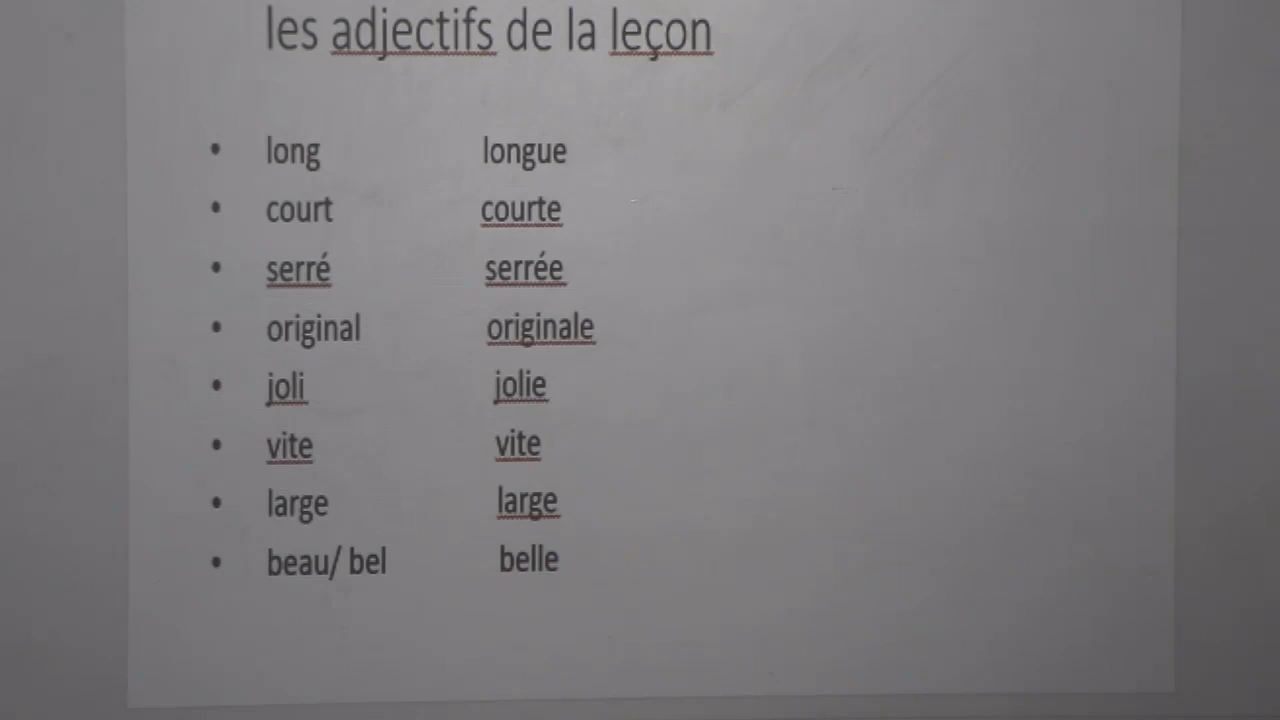 les adjectifs de la leçon
• long longue
• court courte
• serré serrée
• original originale
• joli jolie
• vite vite
• large large
• beau/ bel belle